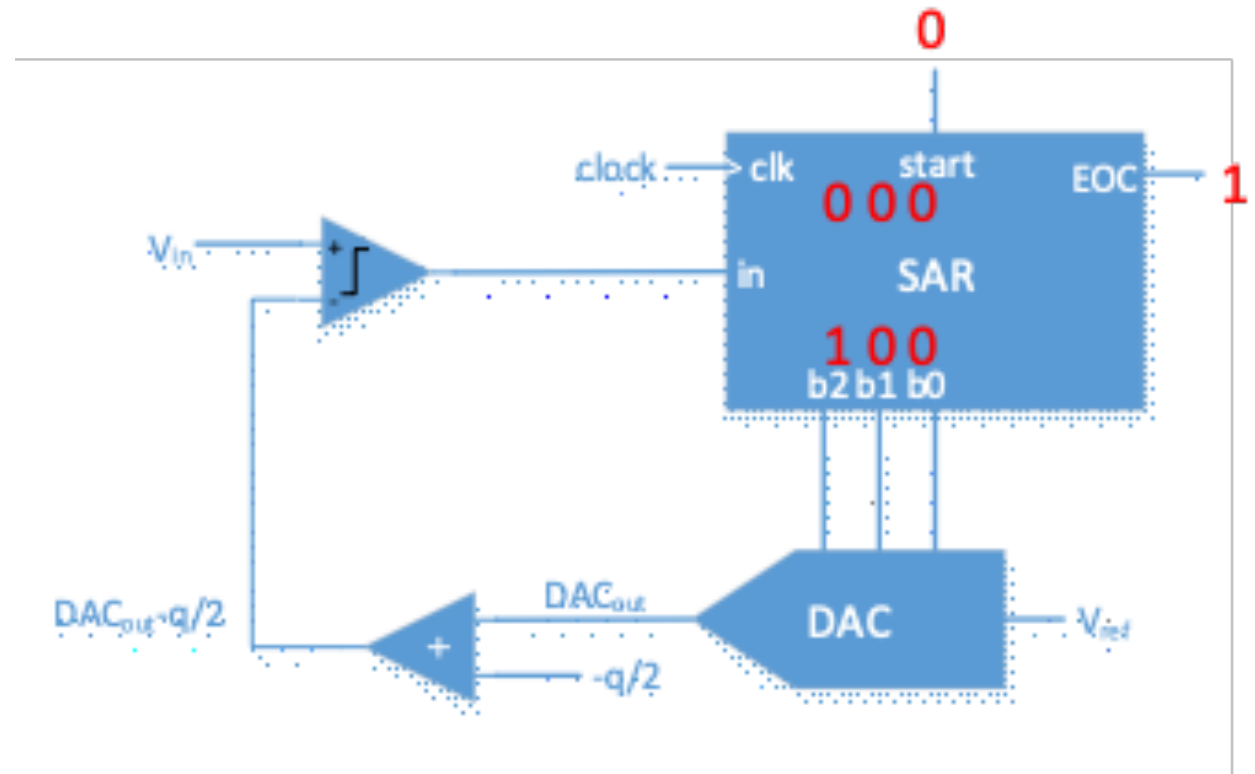 0
clock
clk
start
EOC
1
0 0 0
Vin
+
in
SAR
-
1 0 0
b2 b1 b0
DACout
DACout-q/2
DAC
+
-q/2